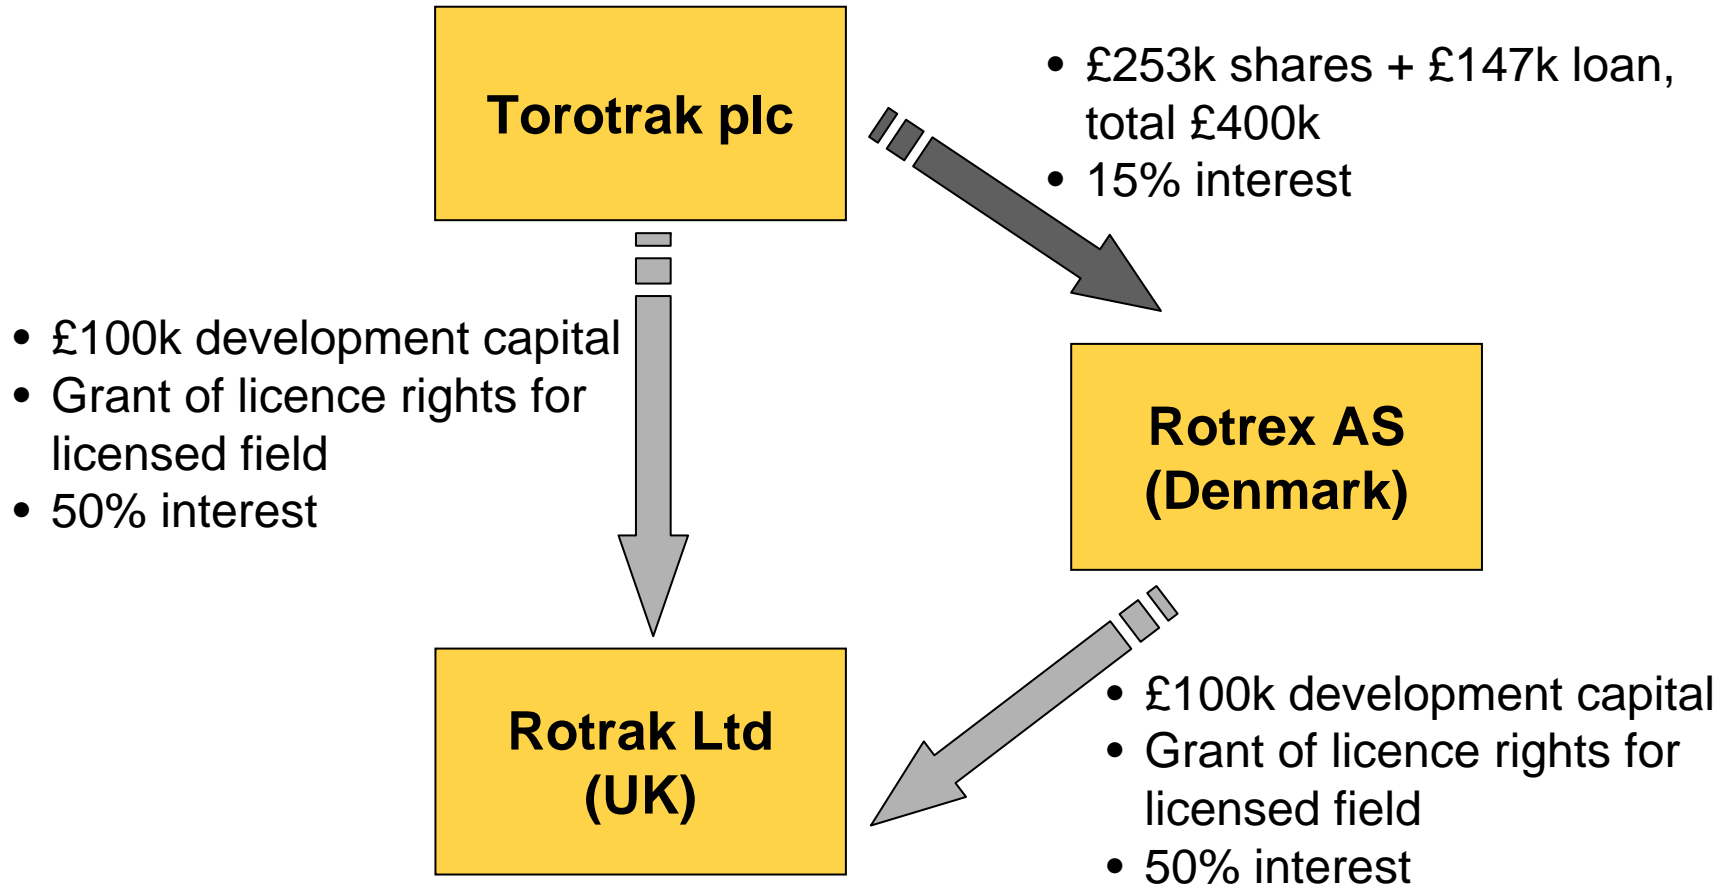 Torotrak plc
• £253k shares + £147k loan,
total £400k
• 15% interest
• £100k development capital
• Grant of licence rights for
licensed field
• 50% interest
Rotrex AS
(Denmark)
Rotrak Ltd
(UK)
• £100k development capital
• Grant of licence rights for
licensed field
• 50% interest